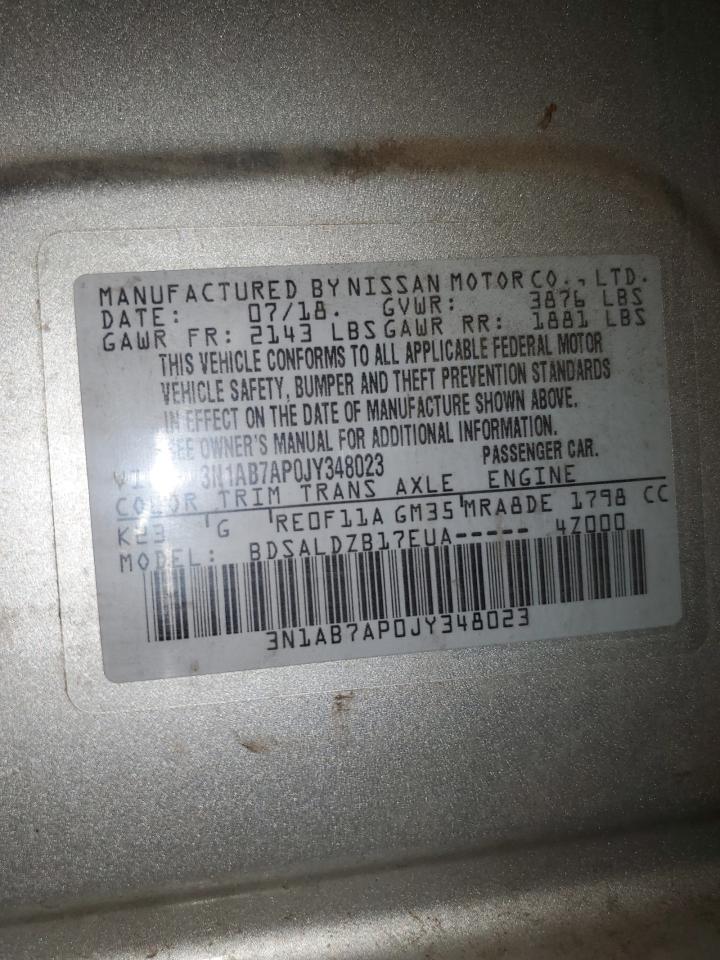 MANUFACTURED BY NISSAN MOTOR CO., LTD.
DATE: 07/18. GVWR: 3876 LBS
GAWR FR: 2143 LBS GAWR RR: 1881 LBS
THIS VEHICLE CONFORMS TO ALL APPLICABLE FEDERAL MOTOR
VEHICLE SAFETY, BUMPER AND THEFT PREVENTION STANDARDS
IN EFFECT ON THE DATE OF MANUFACTURE SHOWN ABOVE.
SEE OWNER'S MANUAL FOR ADDITIONAL INFORMATION.
3N1AB7AP0JY348023 PASSENGER CAR.
COLOR TRIM TRANS AXLE ENGINE
K23 G RE0F11A GM35 MRA8DE 1798 CC
MODEL: BDSALDZB17EUA----- 4Z000
3N1AB7AP0JY348023